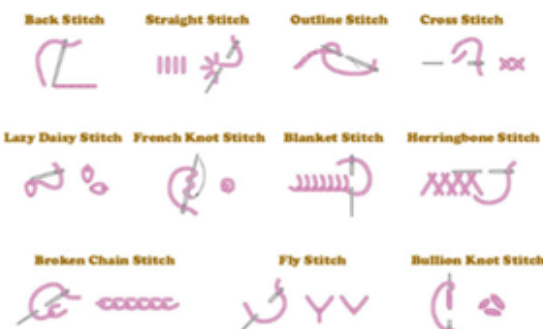 Back Stitch Straight Stitch Outline Stitch Cross Stitch
Lazy Daisy Stitch French Knot Stitch Blanket Stitch Herringbone Stitch
Broken Chain Stitch Fly Stitch Bullion Knot Stitch